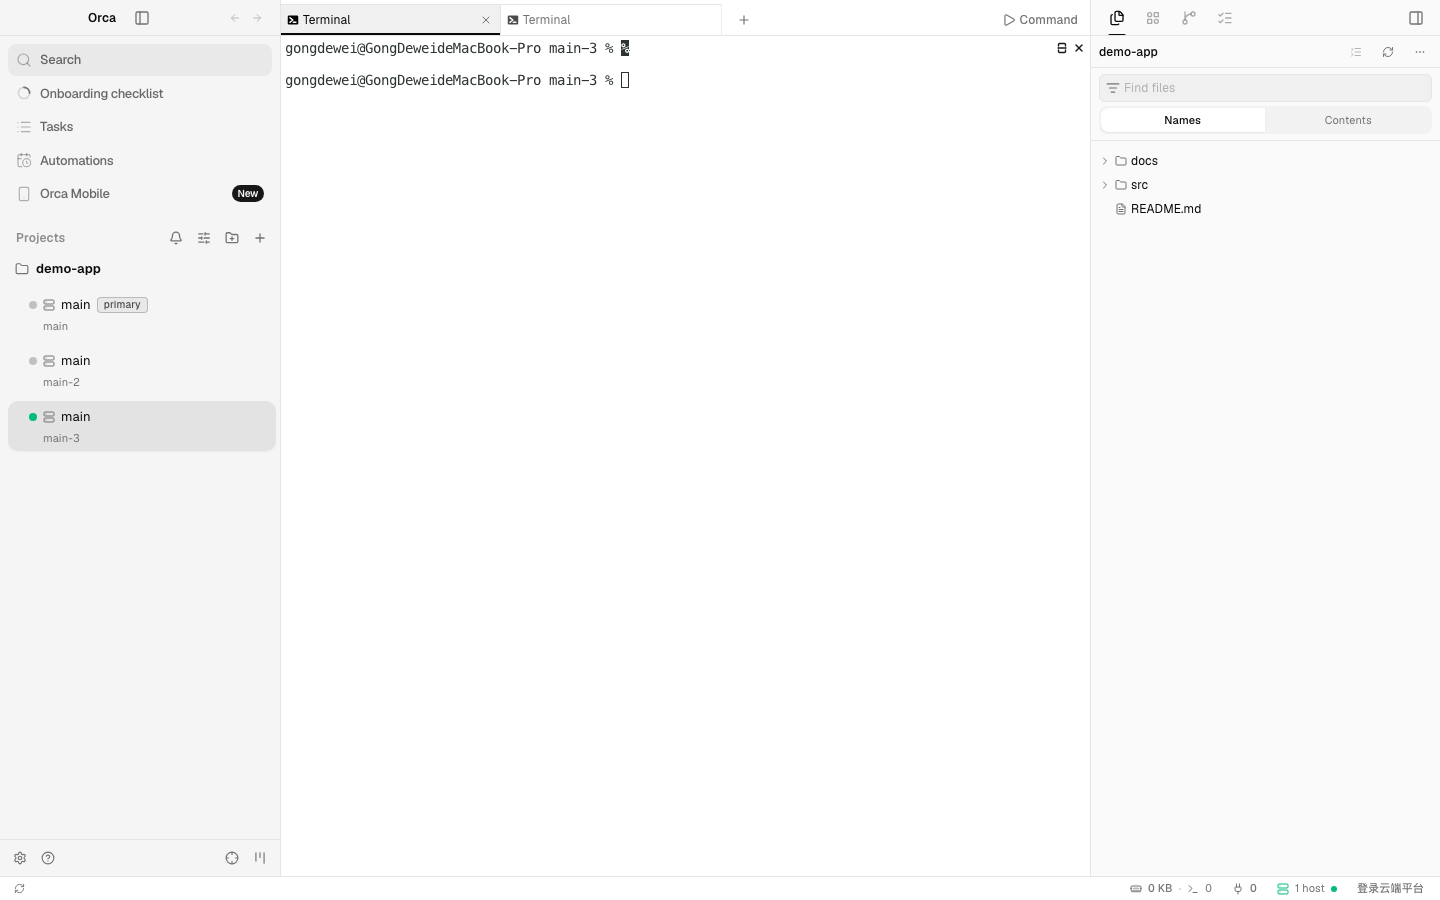 Orca
Search
Onboarding checklist
Tasks
Automations
Orca Mobile
New
Projects
demo-app
main
primary
main
main
main-2
main
main-3
Terminal
Terminal
Command
gongdewei@GongDeweideMacBook-Pro main-3 % %
gongdewei@GongDeweideMacBook-Pro main-3 %
demo-app
Find files
Names
Contents
docs
src
README.md
0 KB · 0
0
1 host
登录云端平台